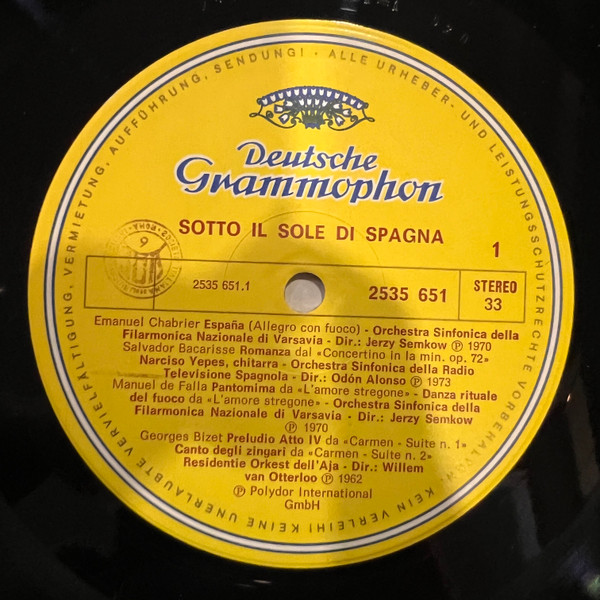 ALLE URHEBER- UND LEISTUNGSSCHUTZRECHTE VORBEHALTEN. KEIN VERLEIH! KEINE UNERLAUBTE VERVIELFÄLTIGUNG, VERMIETUNG, AUFFÜHRUNG, SENDUNG! ·
Deutsche
Grammophon
SOTTO IL SOLE DI SPAGNA
1
2535 651.1
2535 651
STEREO
33
Emanuel Chabrier España (Allegro con fuoco) - Orchestra Sinfonica della
Filarmonica Nazionale di Varsavia - Dir.: Jerzy Semkow Ⓟ 1970
Salvador Bacarisse Romanza dal «Concertino in la min. op. 72»
Narciso Yepes, chitarra - Orchestra Sinfonica della Radio
Televisione Spagnola - Dir.: Odón Alonso Ⓟ 1973
Manuel de Falla Pantomima da «L'amore stregone» - Danza rituale
del fuoco da «L'amore stregone» - Orchestra Sinfonica della
Filarmonica Nazionale di Varsavia - Dir.: Jerzy Semkow
Ⓟ 1970
Georges Bizet Preludio Atto IV da «Carmen - Suite n. 1»
Canto degli zingari da «Carmen - Suite n. 2»
Residentie Orkest dell'Aja - Dir.: Willem
van Otterloo Ⓟ 1962
Ⓟ Polydor International
GmbH